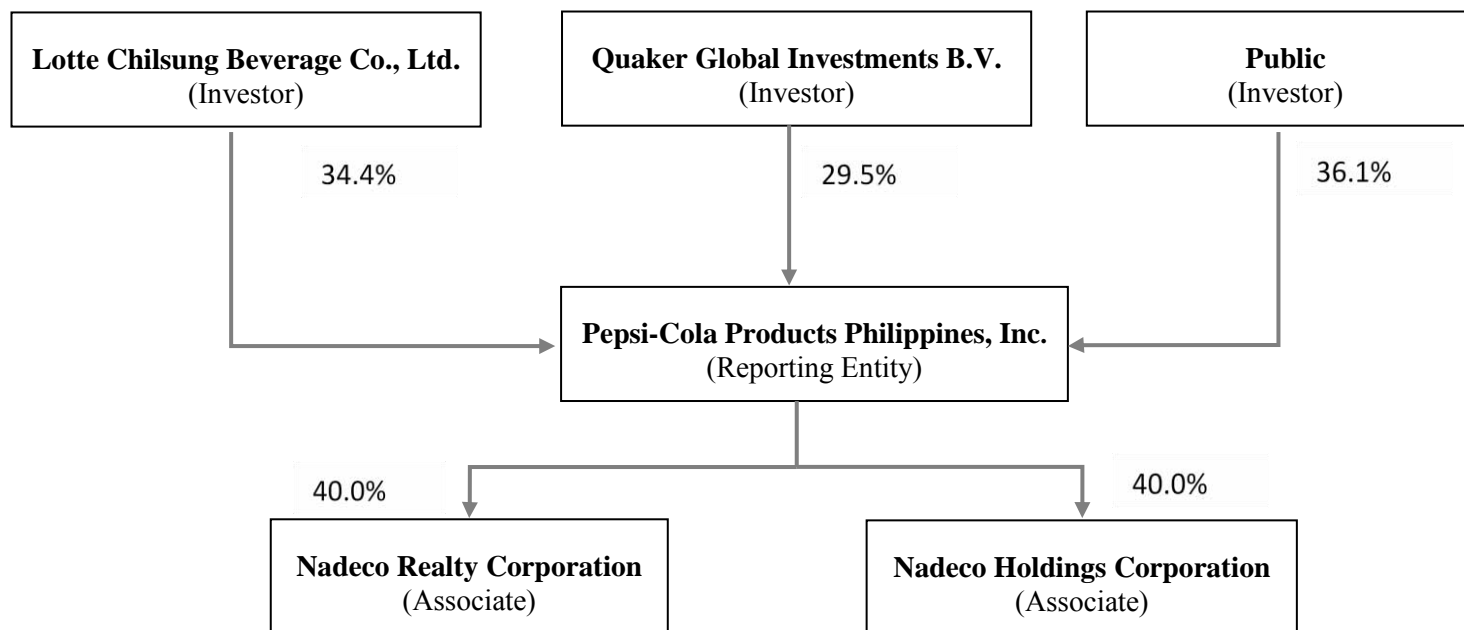 Lotte Chilsung Beverage Co., Ltd.
(Investor)
Quaker Global Investments B.V.
(Investor)
Public
(Investor)
34.4%
29.5%
36.1%
Pepsi-Cola Products Philippines, Inc.
(Reporting Entity)
40.0%
40.0%
Nadeco Realty Corporation
(Associate)
Nadeco Holdings Corporation
(Associate)